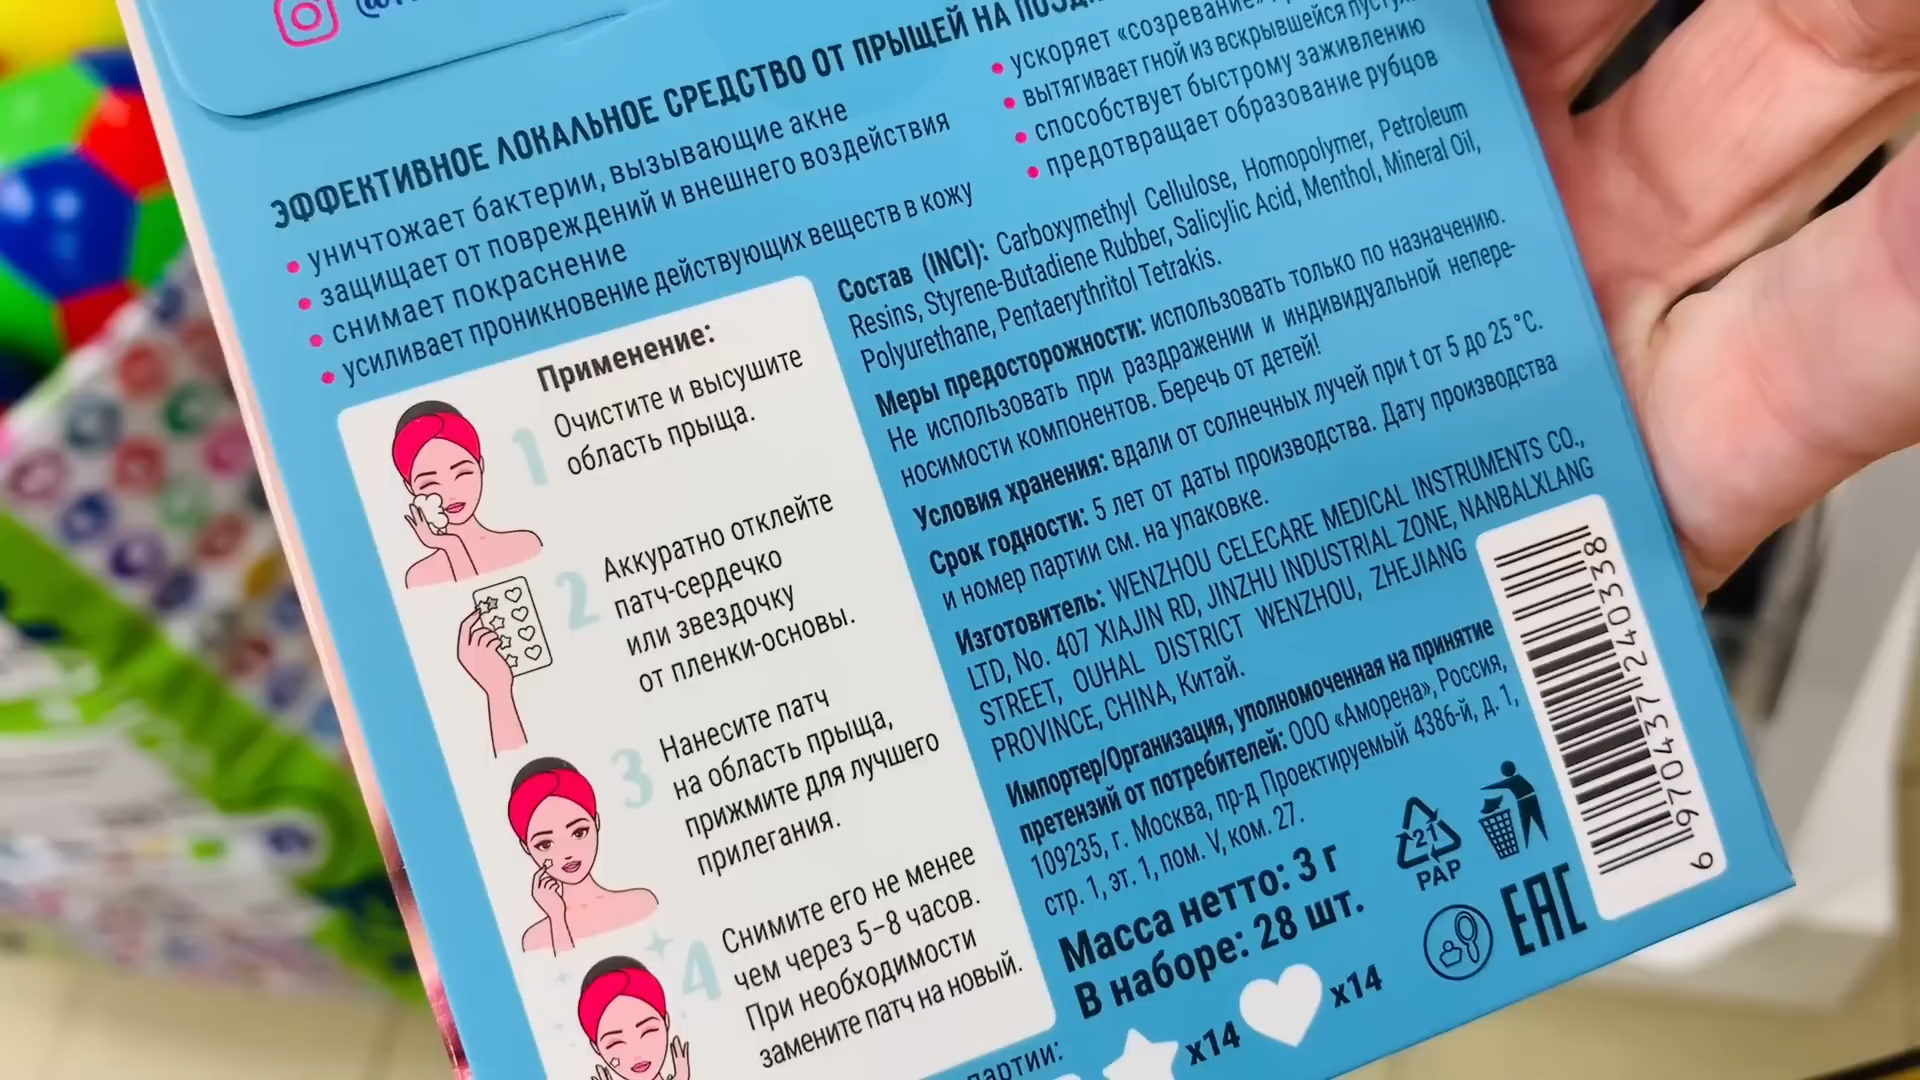 ЭФФЕКТИВНОЕ ЛОКАЛЬНОЕ СРЕДСТВО ОТ ПРЫЩЕЙ НА
• уничтожает бактерии, вызывающие акне
• защищает от повреждений и внешнего воздействия
• снимает покраснение
• усиливает проникновение действующих веществ в кожу
• ускоряет «созревание»
• вытягивает гной из вскрывшейся
• способствует быстрому заживлению
• предотвращает образование рубцов
Применение:
1 Очистите и высушите
область прыща.
2 Аккуратно отклейте
патч-сердечко
или звездочку
от пленки-основы.
3 Нанесите патч
на область прыща,
прижмите для лучшего
прилегания.
4 Снимите его не менее
чем через 5–8 часов.
При необходимости
замените патч на новый.
Состав (INCI): Carboxymethyl Cellulose, Homopolymer, Petroleum
Resins, Styrene-Butadiene Rubber, Salicylic Acid, Menthol, Mineral Oil,
Polyurethane, Pentaerythritol Tetrakis.
Меры предосторожности: использовать только по назначению.
Не использовать при раздражении и индивидуальной непере-
носимости компонентов. Беречь от детей!
Условия хранения: вдали от солнечных лучей при t от 5 до 25 °C.
Срок годности: 5 лет от даты производства. Дату производства
и номер партии см. на упаковке.
Изготовитель: WENZHOU CELECARE MEDICAL INSTRUMENTS CO.,
LTD, No. 407 XIAJIN RD, JINZHU INDUSTRIAL ZONE, NANBALXLANG
STREET, OUHAL DISTRICT WENZHOU, ZHEJIANG
PROVINCE, CHINA, Китай.
Импортер/Организация, уполномоченная на принятие
претензий от потребителей: ООО «Аморена», Россия,
109235, г. Москва, пр-д Проектируемый 4386-й, д. 1,
стр. 1, эт. 1, пом. V, ком. 27.
Масса нетто: 3 г
В наборе: 28 шт.
x14
x14
партии:
21
PAP
EAC
6 970437 240338